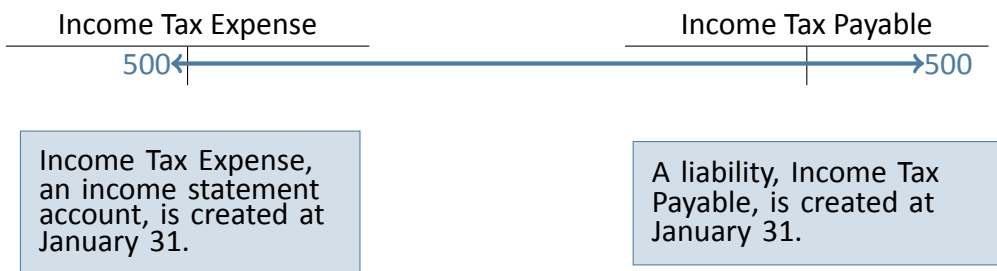 Income Tax Expense
Income Tax Payable
500
500
Income Tax Expense,
an income statement
account, is created at
January 31.
A liability, Income Tax
Payable, is created at
January 31.